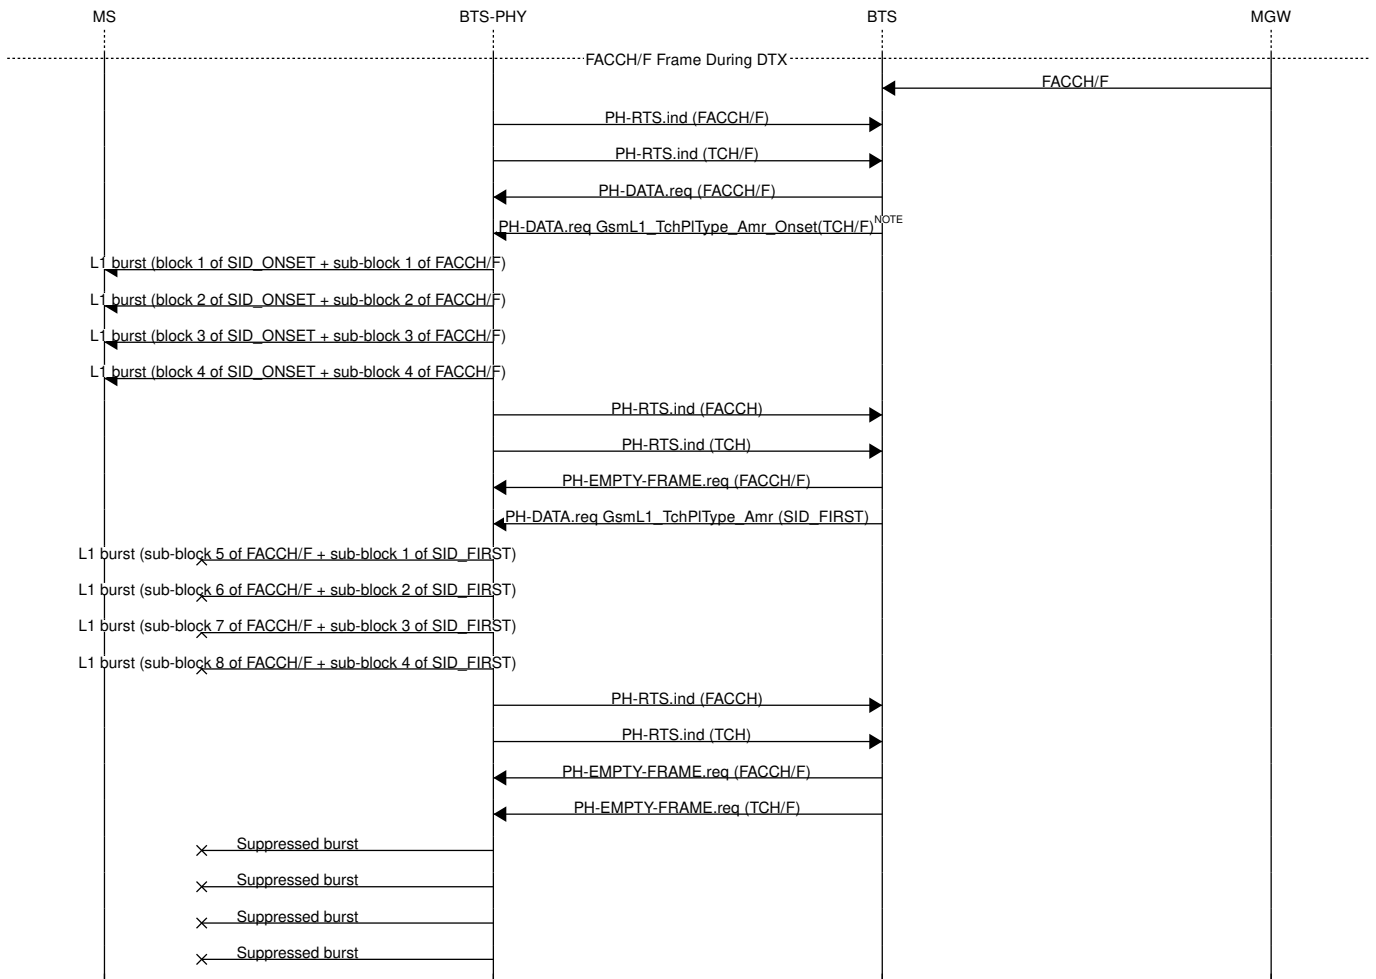 MS BTS-PHY BTS MGW
FACCH/F Frame During DTX
FACCH/F
PH-RTS.ind (FACCH/F)
PH-RTS.ind (TCH/F)
PH-DATA.req (FACCH/F)
PH-DATA.req GsmL1_TchPlType_Amr_Onset(TCH/F)NOTE
L1 burst (block 1 of SID_ONSET + sub-block 1 of FACCH/F)
L1 burst (block 2 of SID_ONSET + sub-block 2 of FACCH/F)
L1 burst (block 3 of SID_ONSET + sub-block 3 of FACCH/F)
L1 burst (block 4 of SID_ONSET + sub-block 4 of FACCH/F)
PH-RTS.ind (FACCH)
PH-RTS.ind (TCH)
PH-EMPTY-FRAME.req (FACCH/F)
PH-DATA.req GsmL1_TchPlType_Amr (SID_FIRST)
L1 burst (sub-block 5 of FACCH/F + sub-block 1 of SID_FIRST)
L1 burst (sub-block 6 of FACCH/F + sub-block 2 of SID_FIRST)
L1 burst (sub-block 7 of FACCH/F + sub-block 3 of SID_FIRST)
L1 burst (sub-block 8 of FACCH/F + sub-block 4 of SID_FIRST)
PH-RTS.ind (FACCH)
PH-RTS.ind (TCH)
PH-EMPTY-FRAME.req (FACCH/F)
PH-EMPTY-FRAME.req (TCH/F)
Suppressed burst
Suppressed burst
Suppressed burst
Suppressed burst